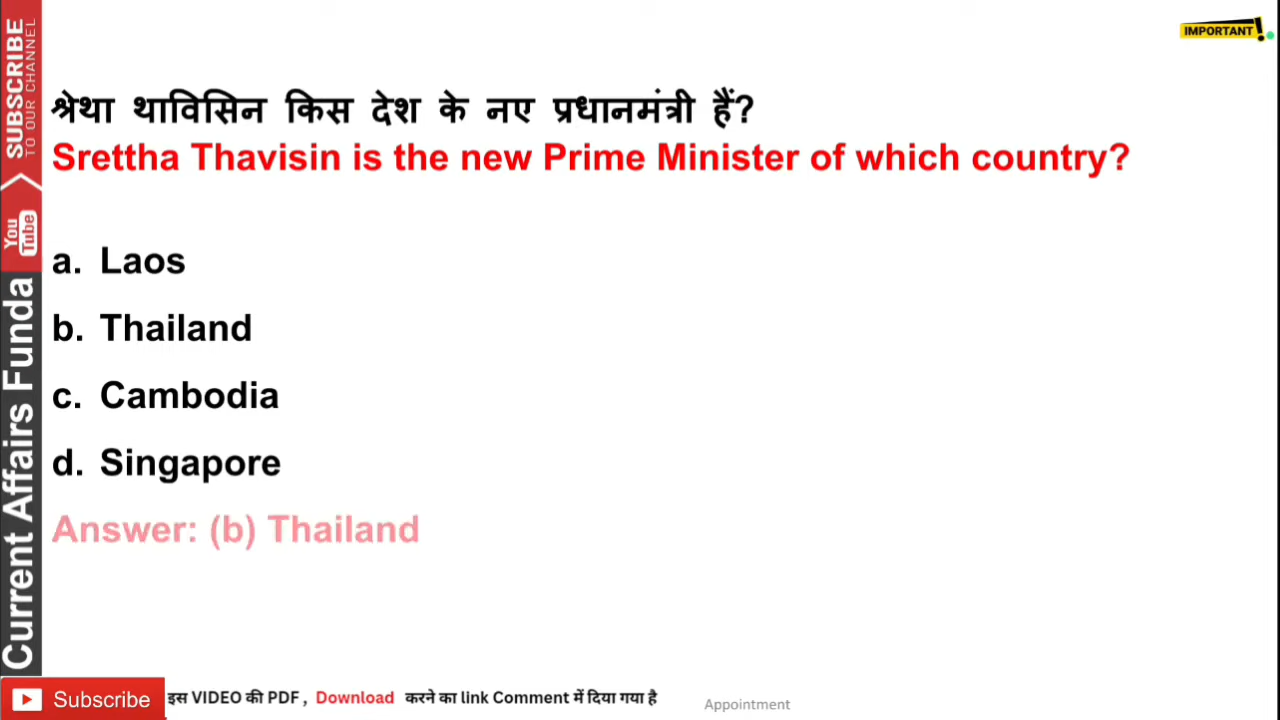 IMPORTANT!
श्रेथा थाविसिन किस देश के नए प्रधानमंत्री हैं?
Srettha Thavisin is the new Prime Minister of which country?
a. Laos
b. Thailand
c. Cambodia
d. Singapore
Answer: (b) Thailand
SUBSCRIBE
TO OUR CHANNEL
You
Tube
Current Affairs Funda
Subscribe
इस VIDEO की PDF , Download करने का link Comment में दिया गया है
Appointment